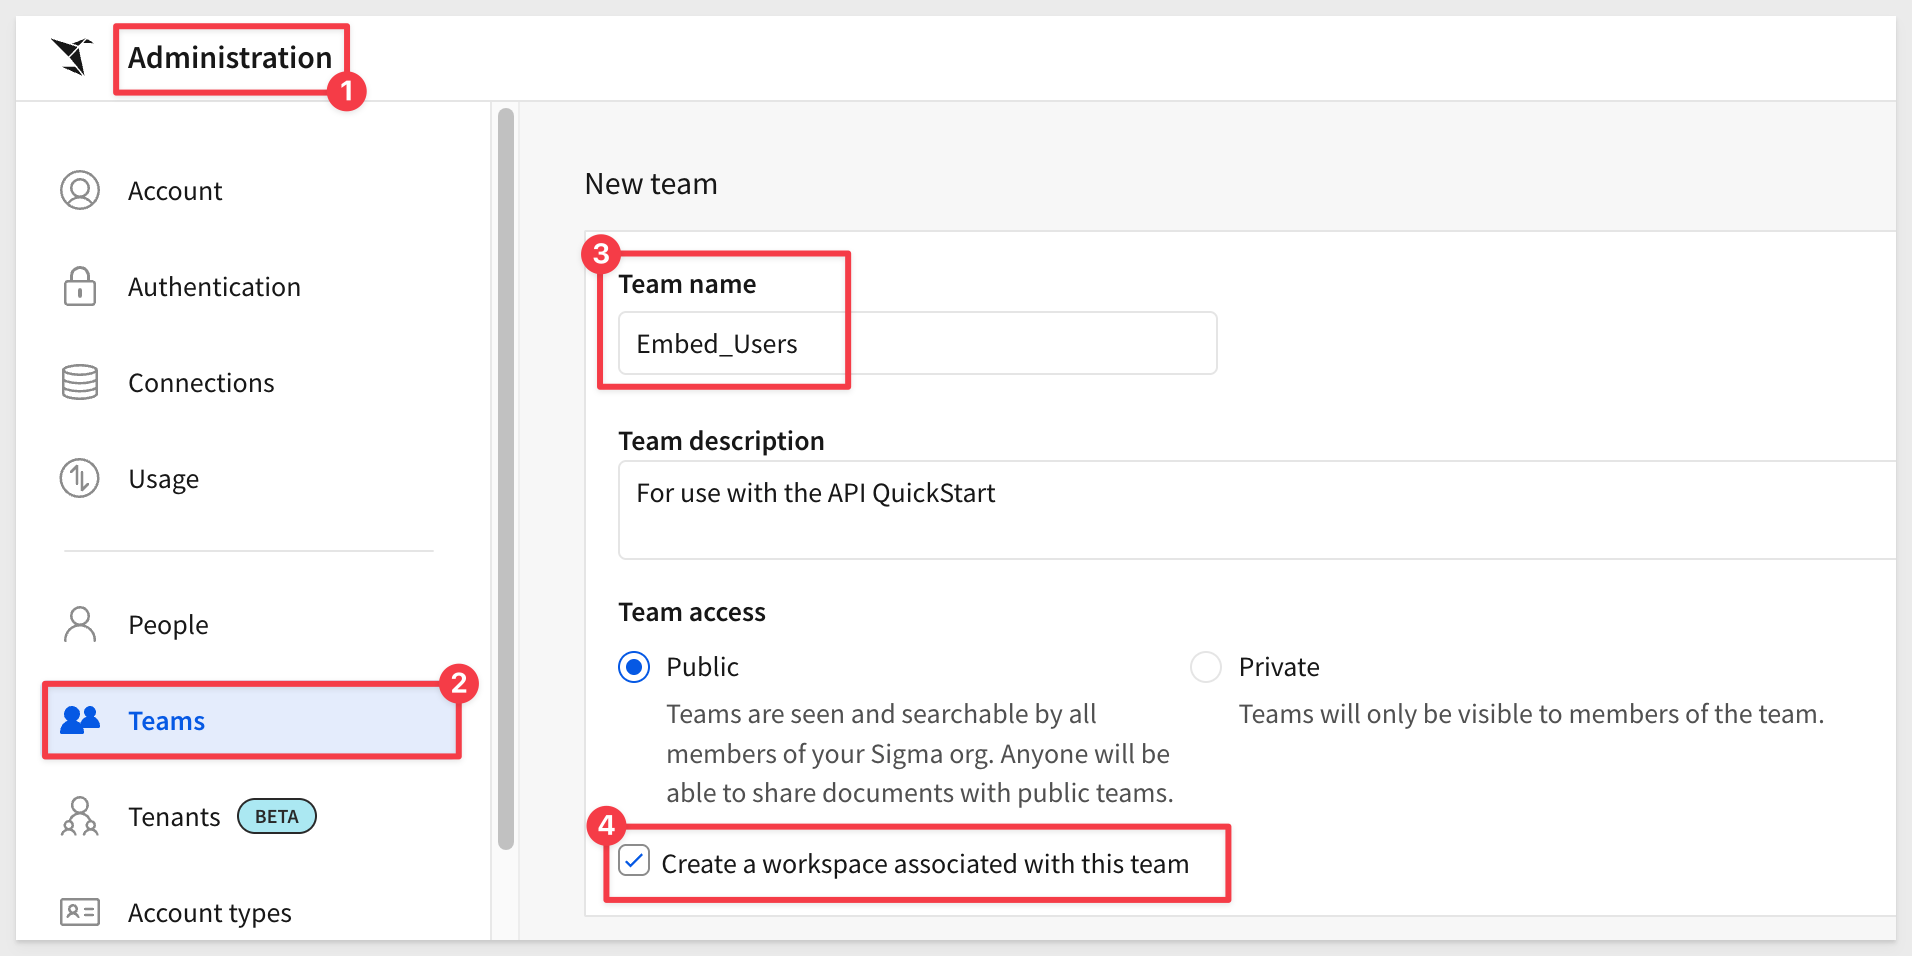 Administration
1
Account
Authentication
Connections
Usage
People
Teams
2
Tenants BETA
Account types
New team
3
Team name
Embed_Users
Team description
For use with the API QuickStart
Team access
Public
Teams are seen and searchable by all
members of your Sigma org. Anyone will be
able to share documents with public teams.
Private
Teams will only be visible to members of the team.
4
Create a workspace associated with this team